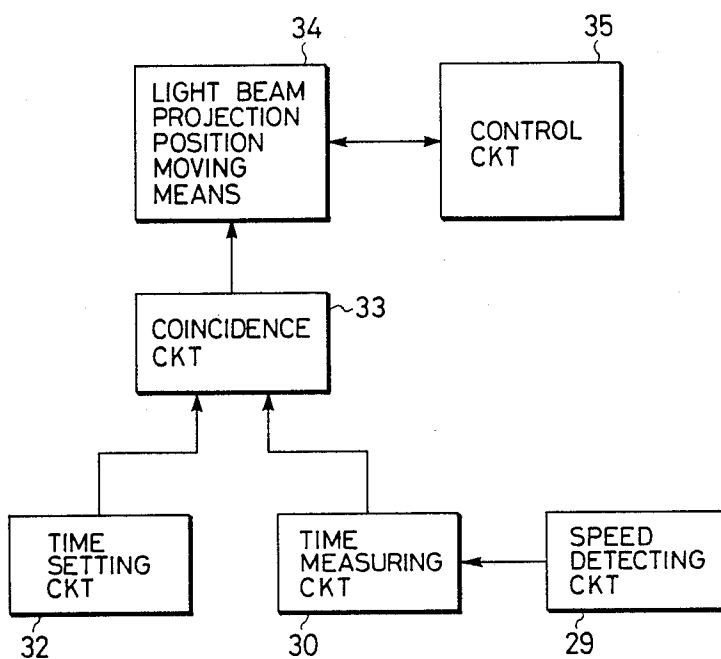 34
LIGHT BEAM
PROJECTION
POSITION
MOVING
MEANS
35
CONTROL
CKT
33
COINCIDENCE
CKT
TIME
SETTING
CKT
32
TIME
MEASURING
CKT
30
SPEED
DETECTING
CKT
29